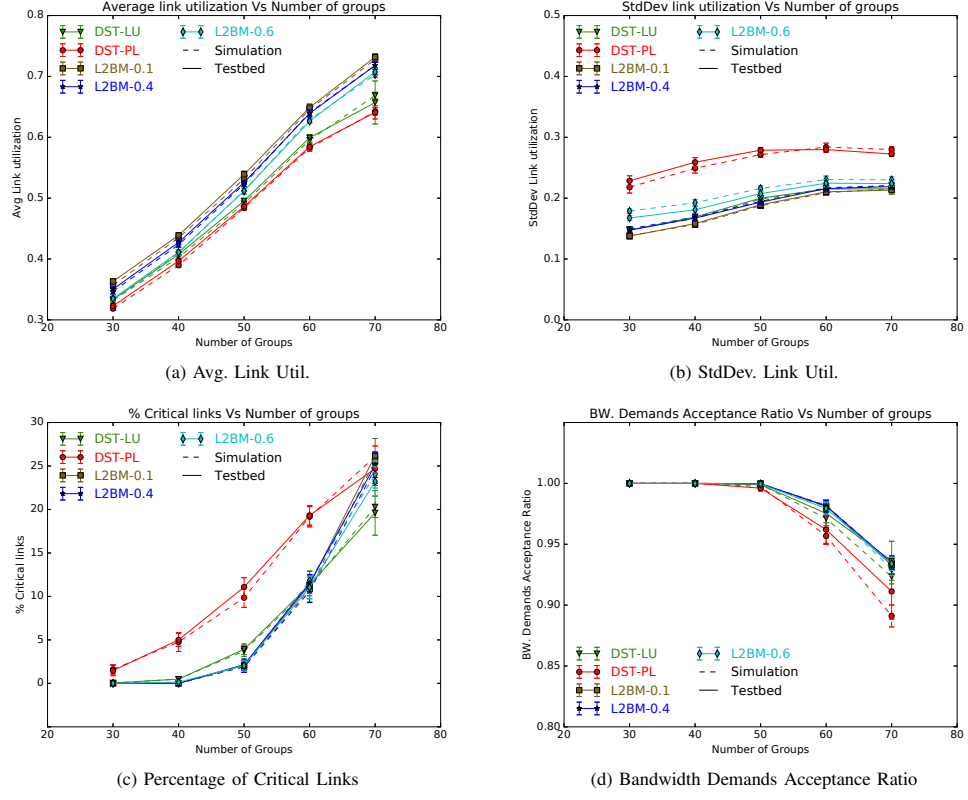 Average link utilization Vs Number of groups
DST-LU
DST-PL
L2BM-0.1
L2BM-0.4
L2BM-0.6
Simulation
Testbed
Avg Link utilization
0.8
0.7
0.6
0.5
0.4
0.3
20 30 40 50 60 70 80
Number of Groups
(a) Avg. Link Util.
StdDev link utilization Vs Number of groups
DST-LU
DST-PL
L2BM-0.1
L2BM-0.4
L2BM-0.6
Simulation
Testbed
StdDev Link utilization
0.5
0.4
0.3
0.2
0.1
0.0
20 30 40 50 60 70 80
Number of Groups
(b) StdDev. Link Util.
% Critical links Vs Number of groups
DST-LU
DST-PL
L2BM-0.1
L2BM-0.4
L2BM-0.6
Simulation
Testbed
% Critical links
30
25
20
15
10
5
0
20 30 40 50 60 70 80
Number of Groups
(c) Percentage of Critical Links
BW. Demands Acceptance Ratio Vs Number of groups
BW. Demands Acceptance Ratio
1.00
0.95
0.90
0.85
0.80
DST-LU
DST-PL
L2BM-0.1
L2BM-0.4
L2BM-0.6
Simulation
Testbed
20 30 40 50 60 70 80
Number of Groups
(d) Bandwidth Demands Acceptance Ratio